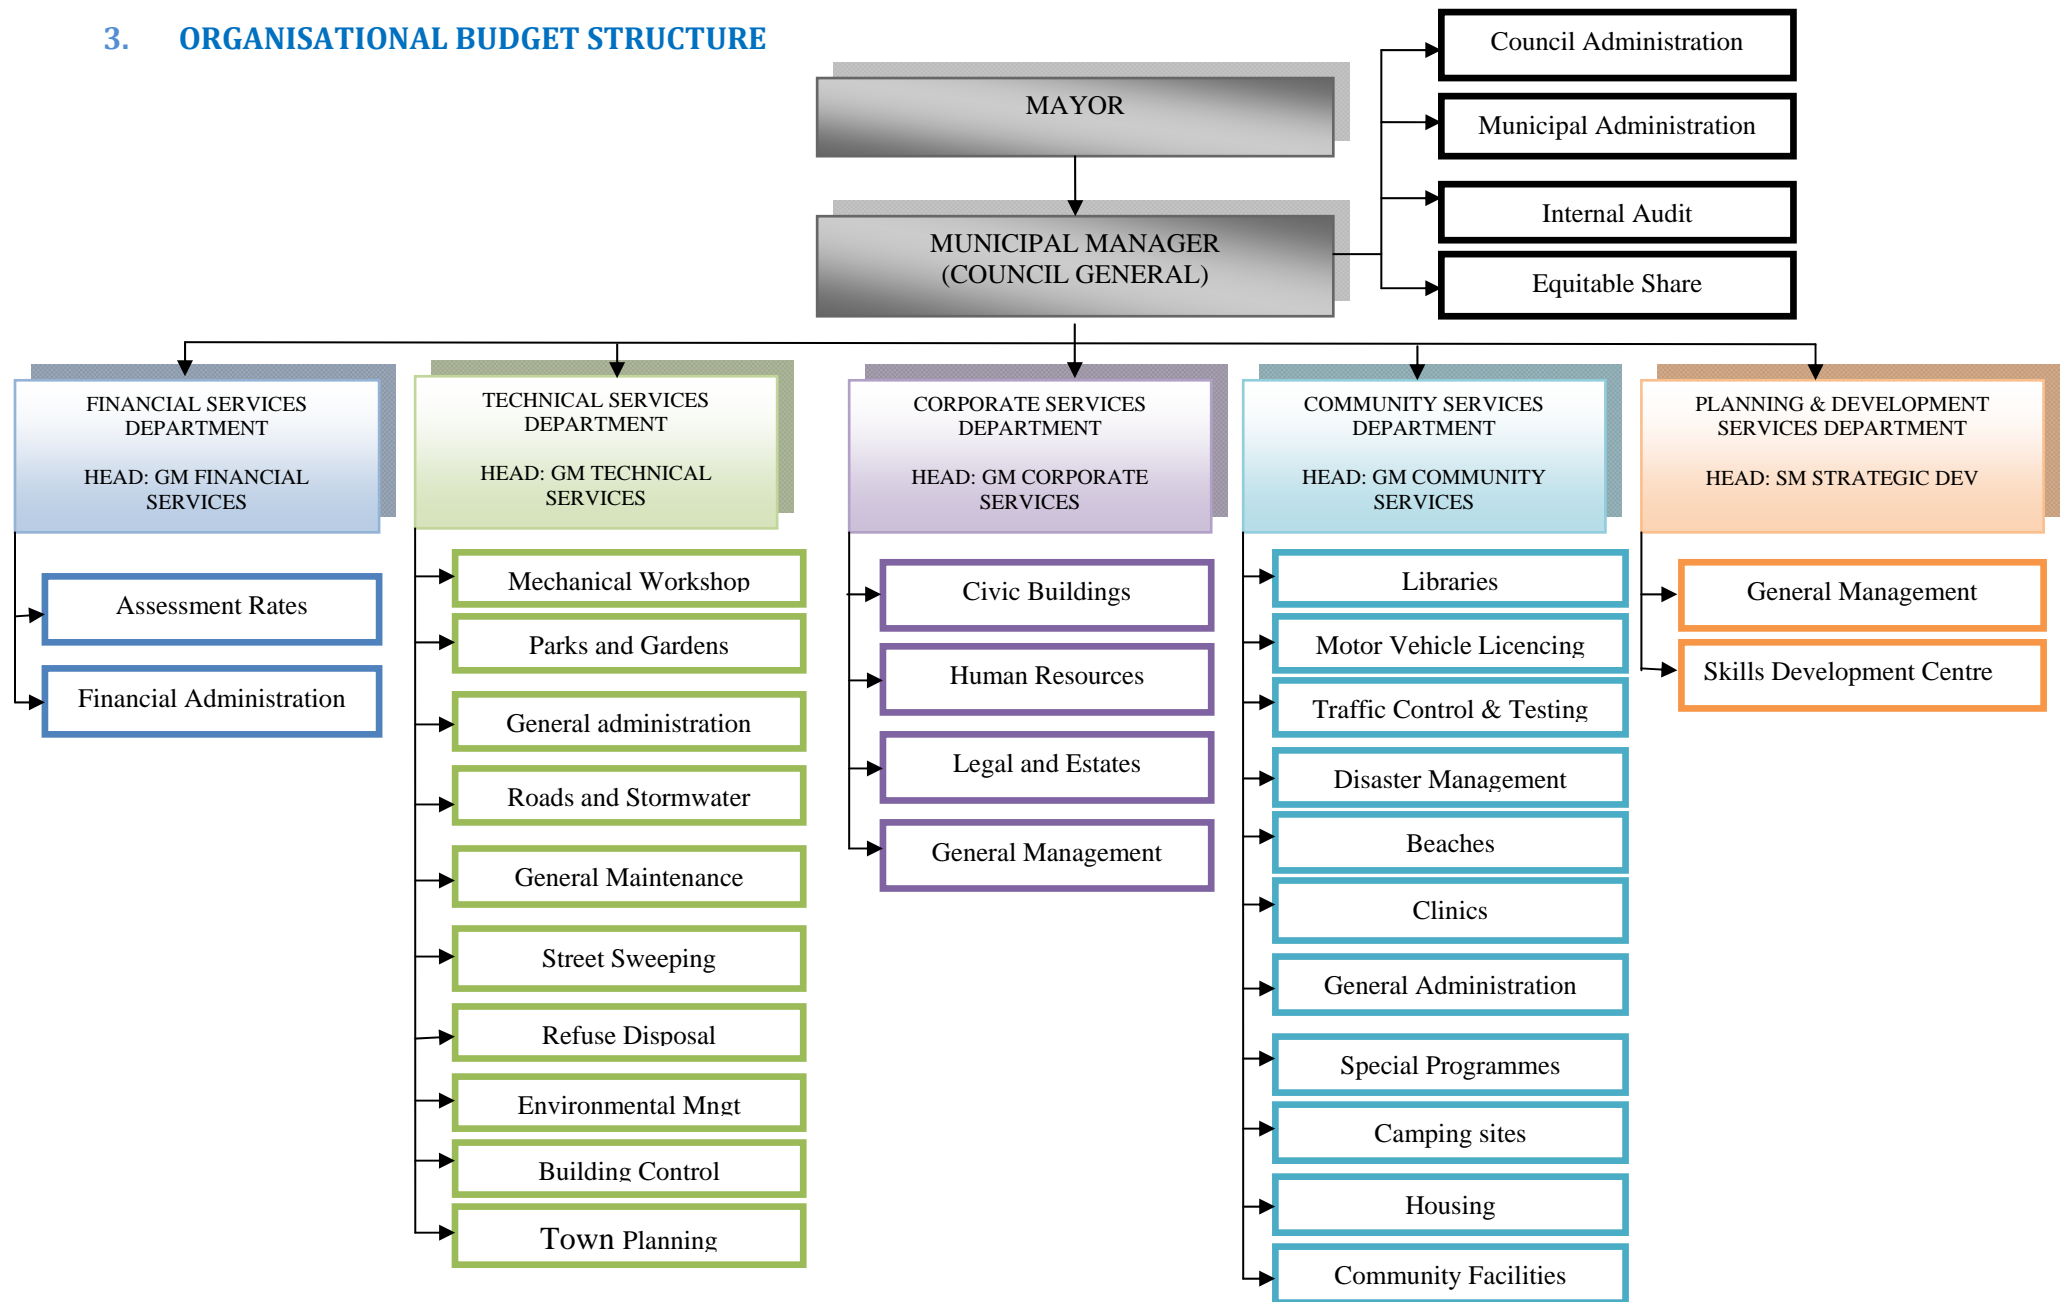 3. ORGANISATIONAL BUDGET STRUCTURE
MAYOR
MUNICIPAL MANAGER
(COUNCIL GENERAL)
Council Administration
Municipal Administration
Internal Audit
Equitable Share
FINANCIAL SERVICES
DEPARTMENT
HEAD: GM FINANCIAL
SERVICES
Assessment Rates
Financial Administration
TECHNICAL SERVICES
DEPARTMENT
HEAD: GM TECHNICAL
SERVICES
Mechanical Workshop
Parks and Gardens
General administration
Roads and Stormwater
General Maintenance
Street Sweeping
Refuse Disposal
Environmental Mngt
Building Control
Town Planning
CORPORATE SERVICES
DEPARTMENT
HEAD: GM CORPORATE
SERVICES
Civic Buildings
Human Resources
Legal and Estates
General Management
COMMUNITY SERVICES
DEPARTMENT
HEAD: GM COMMUNITY
SERVICES
Libraries
Motor Vehicle Licencing
Traffic Control & Testing
Disaster Management
Beaches
Clinics
General Administration
Special Programmes
Camping sites
Housing
Community Facilities
PLANNING & DEVELOPMENT
SERVICES DEPARTMENT
HEAD: SM STRATEGIC DEV
General Management
Skills Development Centre